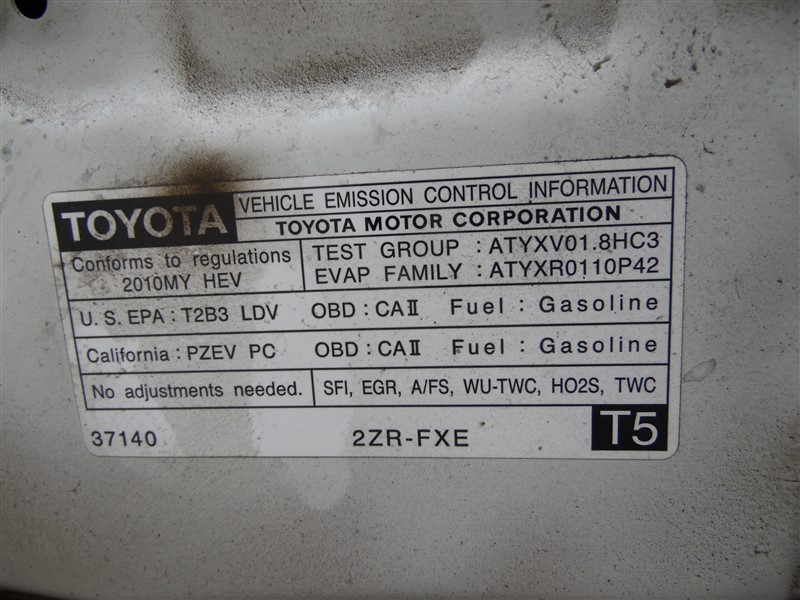 TOYOTA VEHICLE EMISSION CONTROL INFORMATION
TOYOTA MOTOR CORPORATION
Conforms to regulations
2010MY HEV
TEST GROUP : ATYXV01.8HC3
EVAP FAMILY : ATYXR0110P42
U.S. EPA : T2B3 LDV OBD : CAII Fuel : Gasoline
California : PZEV PC OBD : CAII Fuel : Gasoline
No adjustments needed. SFI, EGR, A/FS, WU-TWC, HO2S, TWC
37140 2ZR-FXE T5